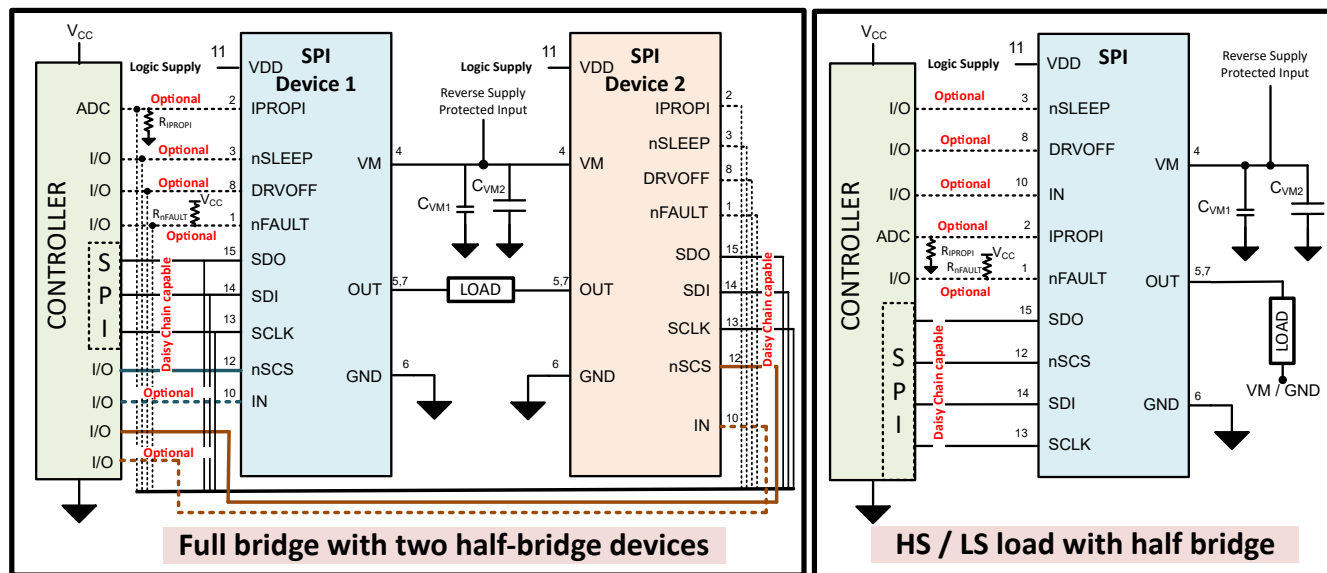 VCC
CONTROLLER
ADC
I/O
I/O
I/O
S
P
I
I/O
I/O
I/O
I/O
Optional
RIPROPI
Optional
Optional
VCC
RnFAULT
Optional
Daisy Chain capable
Optional
Optional
2
3
8
1
15
14
13
12
10
11
Logic Supply
SPI
Device 1
VDD
IPROPI
nSLEEP
DRVOFF
nFAULT
SDO
SDI
SCLK
nSCS
IN
VM
OUT
GND
4
5,7
6
Reverse Supply
Protected Input
CVM1
CVM2
LOAD
11
Logic Supply
4
5,7
6
SPI
Device 2
VDD
VM
OUT
GND
IPROPI
nSLEEP
DRVOFF
nFAULT
SDO
SDI
SCLK
nSCS
IN
2
3
8
1
15
14
13
12
10
Daisy Chain capable
Full bridge with two half-bridge devices
VCC
CONTROLLER
I/O
I/O
I/O
ADC
I/O
S
P
I
Optional
Optional
Optional
Optional
RIPROPI
VCC
RnFAULT
Optional
Daisy Chain capable
11
Logic Supply
3
8
10
2
1
15
12
14
13
SPI
VDD
nSLEEP
DRVOFF
IN
IPROPI
nFAULT
SDO
nSCS
SDI
SCLK
VM
OUT
GND
4
5,7
6
Reverse Supply
Protected Input
CVM1
CVM2
LOAD
VM / GND
HS / LS load with half bridge